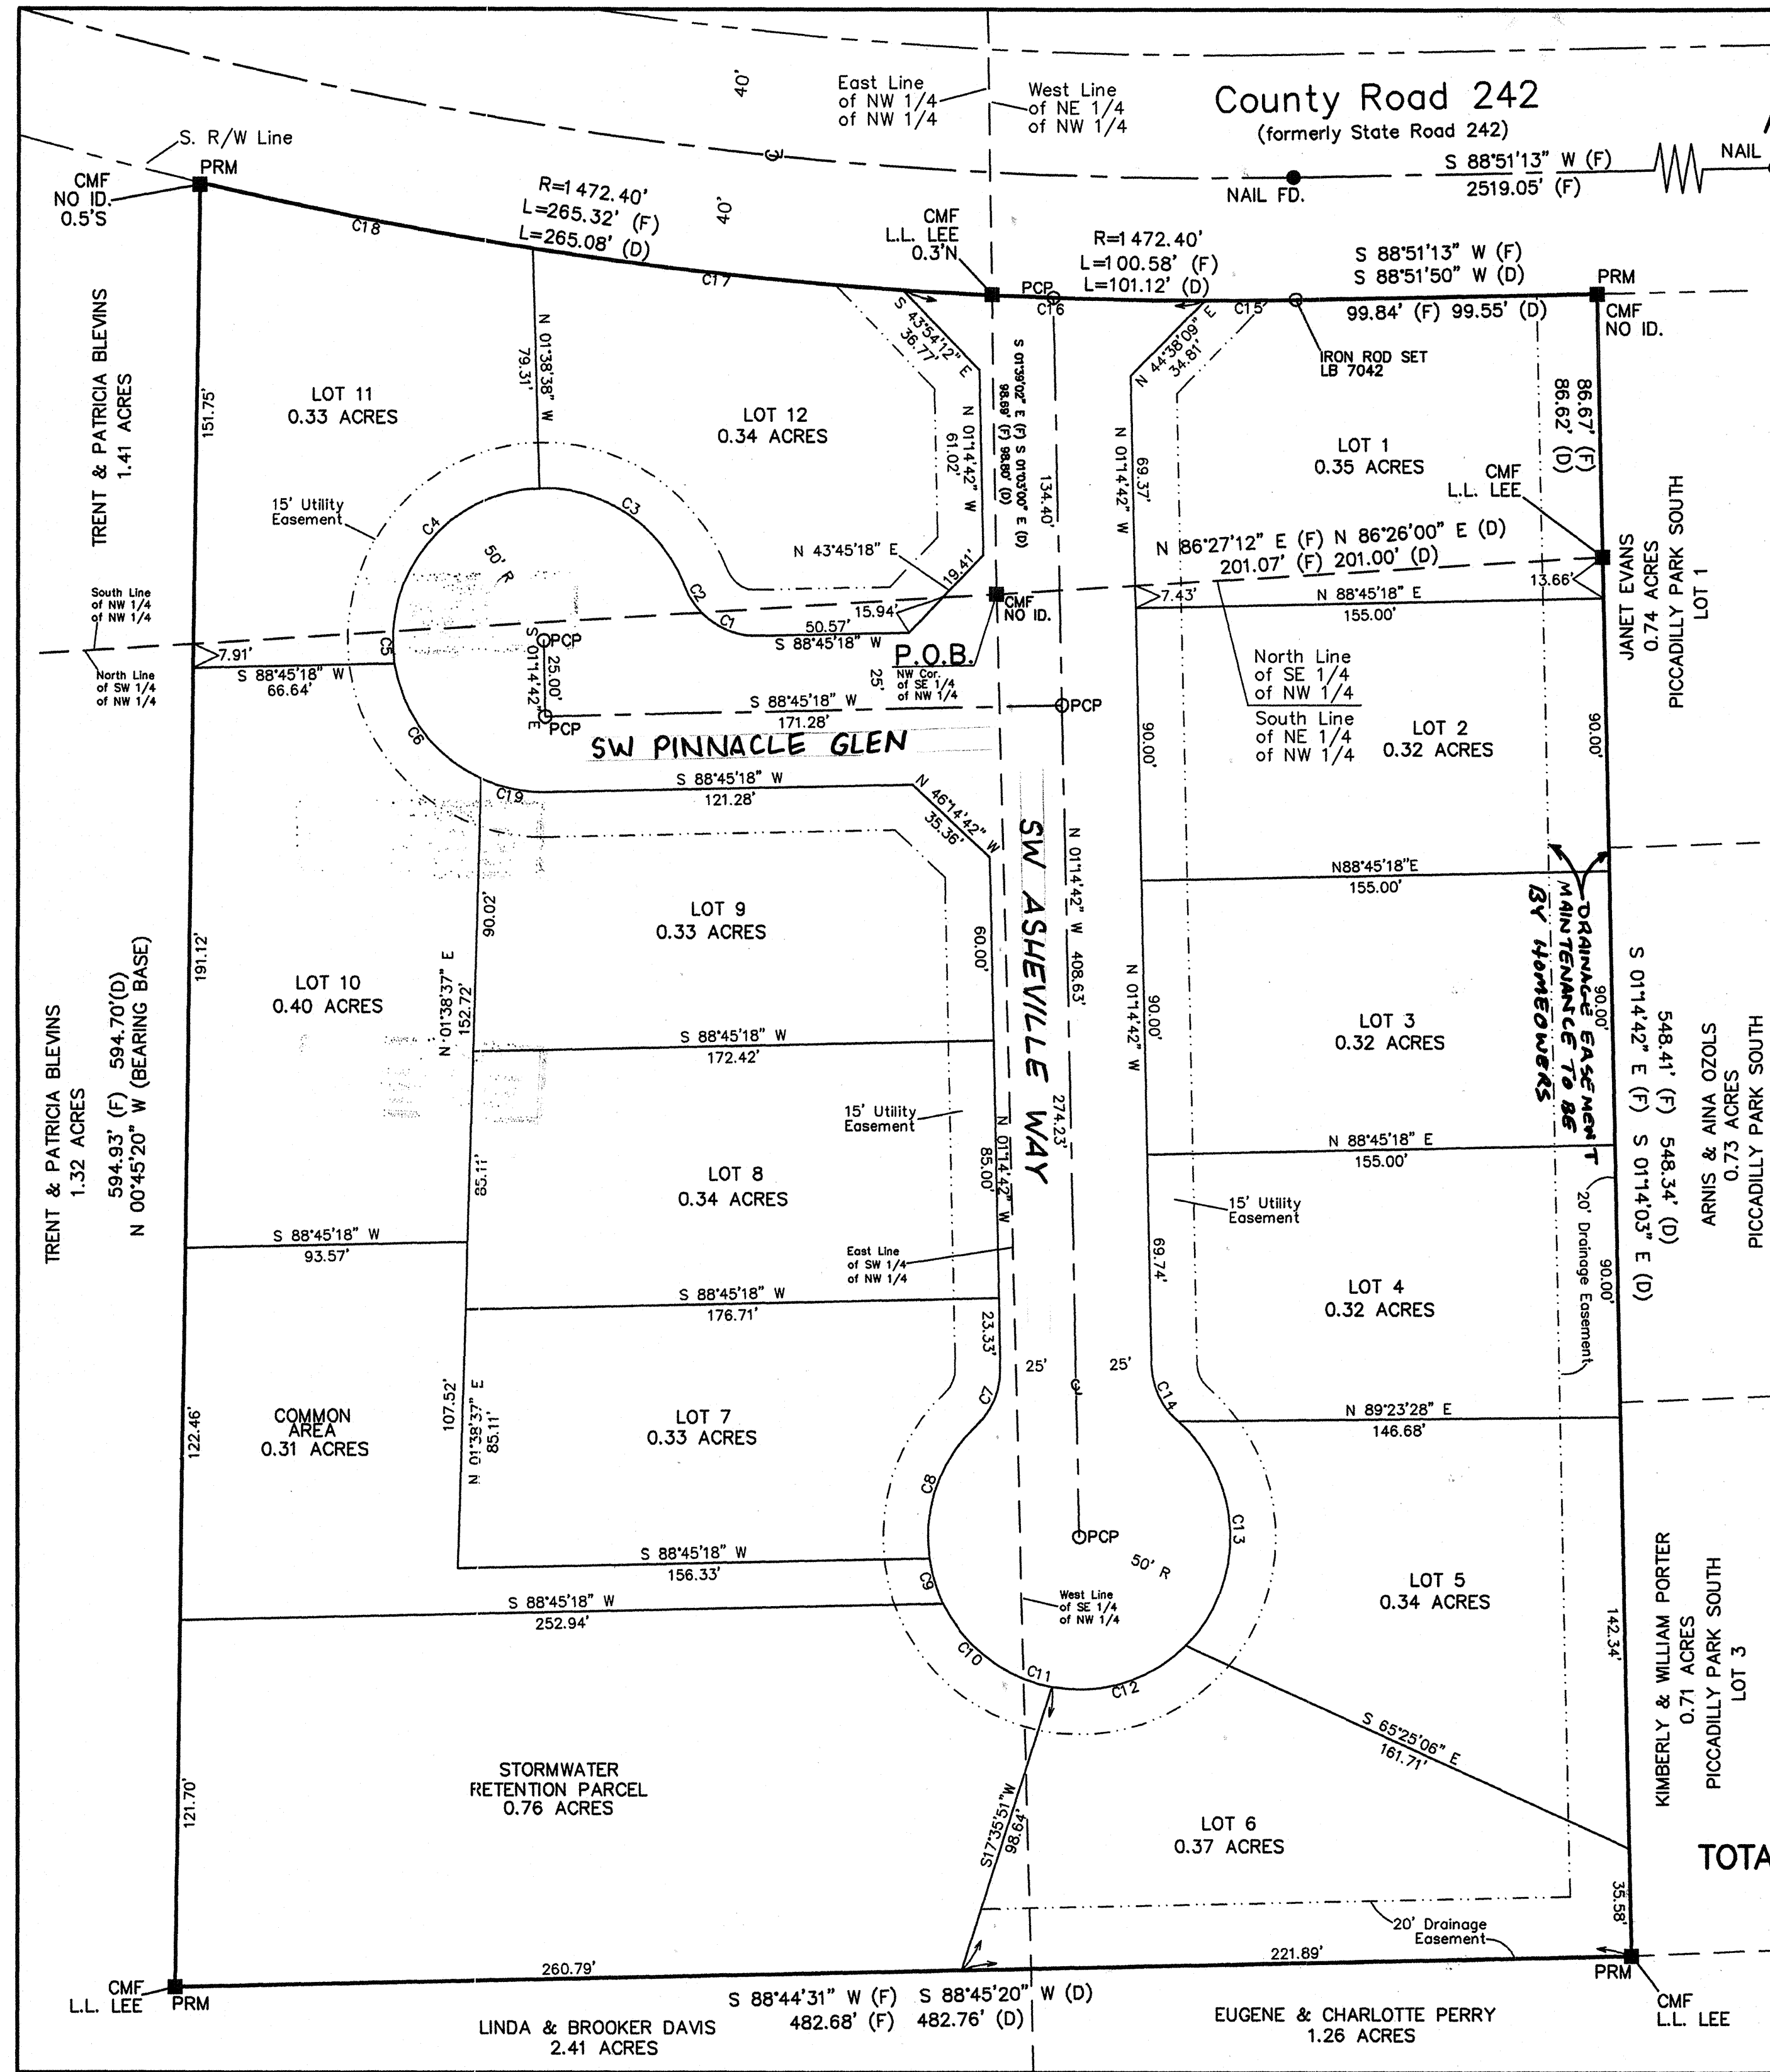 County Road 242
(formerly State Road 242)
East Line
of NW 1/4
of NW 1/4
West Line
of NE 1/4
of NW 1/4
40'
40'
S. R/W Line
PRM
CMF
NO ID.
0.5'S
C18
R=1472.40'
L=265.32' (F)
L=265.08' (D)
C17
CMF
L.L. LEE
0.3'N
PCP
C16
R=1472.40'
L=100.58' (F)
L=101.12' (D)
C15
S 88°51'13" W (F)
2519.05' (F)
NAIL
NAIL FD.
S 88°51'13" W (F)
S 88°51'50" W (D)
99.84' (F) 99.55' (D)
PRM
CMF
NO ID.
IRON ROD SET
LB 7042
TRENT & PATRICIA BLEVINS
1.41 ACRES
151.75'
LOT 11
0.33 ACRES
N 01°38'38" W
79.31'
LOT 12
0.34 ACRES
S 43°54'12" E
36.77'
N 01°14'42" W
61.02'
S 01°39'02" E (F) S 01°03'00" E (D)
98.69' (F) 98.80' (D)
134.40'
N 44°38'09" E
34.81'
N 01°14'42" W
69.37'
LOT 1
0.35 ACRES
86.67' (F)
86.62' (D)
CMF
L.L. LEE
15' Utility
Easement
C4
C3
50' R
C2
C1
C5
N 43°45'18" E
19.41'
15.94'
50.57'
S 88°45'18" W
CMF
NO ID.
P.O.B.
NW Cor.
of SE 1/4
of NW 1/4
N 86°27'12" E (F) N 86°26'00" E (D)
201.07' (F) 201.00' (D)
7.43'
13.66'
N 88°45'18" E
155.00'
JANET EVANS
0.74 ACRES
PICCADILLY PARK SOUTH
LOT 1
South Line
of NW 1/4
of NW 1/4
North Line
of SW 1/4
of NW 1/4
7.91'
S 88°45'18" W
66.64'
PCP
S 01°14'42" E
25.00'
PCP
25'
S 88°45'18" W
171.28'
PCP
SW PINNACLE GLEN
North Line
of SE 1/4
of NW 1/4
South Line
of NE 1/4
of NW 1/4
LOT 2
0.32 ACRES
90.00'
90.00'
C6
C19
S 88°45'18" W
121.28'
N 46°14'42" W
35.36'
SW ASHEVILLE WAY
N 01°14'42" W 408.63'
N88°45'18"E
155.00'
DRAINAGE EASEMENT
MAINTENANCE TO BE
BY HOMEOWERS
TRENT & PATRICIA BLEVINS
1.32 ACRES
594.93' (F) 594.70'(D)
N 00°45'20" W (BEARING BASE)
191.12'
LOT 10
0.40 ACRES
N 01°38'37" E
152.72'
90.02'
LOT 9
0.33 ACRES
60.00'
S 88°45'18" W
172.42'
N 01°14'42" W
90.00'
LOT 3
0.32 ACRES
90.00'
S 01°14'42" E (F) S 01°14'03" E (D)
548.41' (F) 548.34' (D)
ARNIS & AINA OZOLS
0.73 ACRES
PICCADILLY PARK SOUTH
15' Utility
Easement
85.11'
LOT 8
0.34 ACRES
N 01°14'42" W
85.00'
274.23'
N 88°45'18" E
155.00'
15' Utility
Easement
20' Drainage Easement
S 88°45'18" W
93.57'
East Line
of SW 1/4
of NW 1/4
S 88°45'18" W
176.71'
69.74'
LOT 4
0.32 ACRES
90.00'
COMMON
AREA
0.31 ACRES
122.46'
107.52'
N 01°38'37" E
85.11'
LOT 7
0.33 ACRES
23.33'
25'
25'
C7
C14
N 89°23'28" E
146.68'
C8
C13
PCP
50' R
S 88°45'18" W
156.33'
C9
West Line
of SE 1/4
of NW 1/4
S 88°45'18" W
252.94'
C10
C11
C12
LOT 5
0.34 ACRES
142.34'
KIMBERLY & WILLIAM PORTER
0.71 ACRES
PICCADILLY PARK SOUTH
LOT 3
S 65°25'06" E
161.71'
STORMWATER
RETENTION PARCEL
0.76 ACRES
121.70'
S17°35'51"W
98.64'
LOT 6
0.37 ACRES
TOTA
35.58'
20' Drainage
Easement
260.79'
221.89'
CMF
L.L. LEE
PRM
S 88°44'31" W (F) S 88°45'20" W (D)
482.68' (F) 482.76' (D)
PRM
CMF
L.L. LEE
LINDA & BROOKER DAVIS
2.41 ACRES
EUGENE & CHARLOTTE PERRY
1.26 ACRES